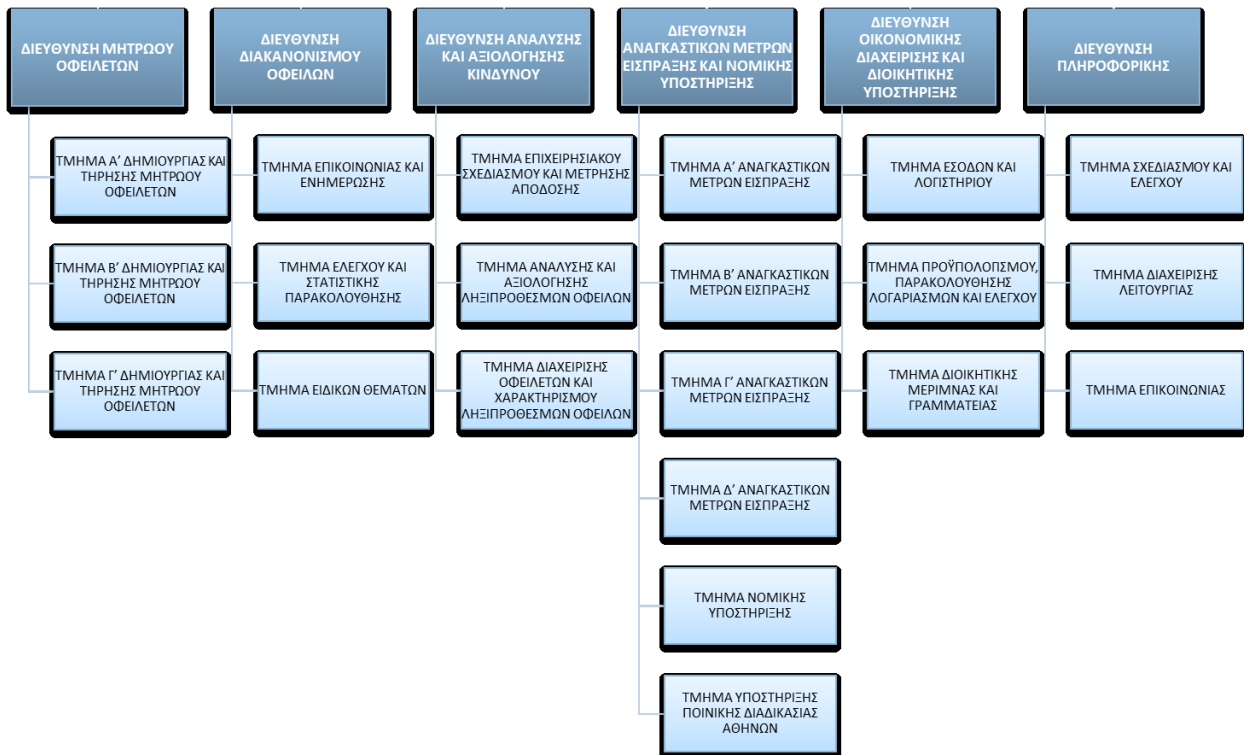 ΔΙΕΥΘΥΝΣΗ ΜΗΤΡΩΟΥ
ΟΦΕΙΛΕΤΩΝ
ΤΜΗΜΑ Α’ ΔΗΜΙΟΥΡΓΙΑΣ ΚΑΙ
ΤΗΡΗΣΗΣ ΜΗΤΡΩΟΥ
ΟΦΕΙΛΕΤΩΝ
ΤΜΗΜΑ Β’ ΔΗΜΙΟΥΡΓΙΑΣ ΚΑΙ
ΤΗΡΗΣΗΣ ΜΗΤΡΩΟΥ
ΟΦΕΙΛΕΤΩΝ
ΤΜΗΜΑ Γ’ ΔΗΜΙΟΥΡΓΙΑΣ ΚΑΙ
ΤΗΡΗΣΗΣ ΜΗΤΡΩΟΥ
ΟΦΕΙΛΕΤΩΝ
ΔΙΕΥΘΥΝΣΗ
ΔΙΑΚΑΝΟΝΙΣΜΟΥ
ΟΦΕΙΛΩΝ
ΤΜΗΜΑ ΕΠΙΚΟΙΝΩΝΙΑΣ ΚΑΙ
ΕΝΗΜΕΡΩΣΗΣ
ΤΜΗΜΑ ΕΛΕΓΧΟΥ ΚΑΙ
ΣΤΑΤΙΣΤΙΚΗΣ
ΠΑΡΑΚΟΛΟΥΘΗΣΗΣ
ΤΜΗΜΑ ΕΙΔΙΚΩΝ ΘΕΜΑΤΩΝ
ΔΙΕΥΘΥΝΣΗ ΑΝΑΛΥΣΗΣ
ΚΑΙ ΑΞΙΟΛΟΓΗΣΗΣ
ΚΙΝΔΥΝΟΥ
ΤΜΗΜΑ ΕΠΙΧΕΙΡΗΣΙΑΚΟΥ
ΣΧΕΔΙΑΣΜΟΥ ΚΑΙ ΜΕΤΡΗΣΗΣ
ΑΠΟΔΟΣΗΣ
ΤΜΗΜΑ ΑΝΑΛΥΣΗΣ ΚΑΙ
ΑΞΙΟΛΟΓΗΣΗΣ
ΛΗΞΙΠΡΟΘΕΣΜΩΝ ΟΦΕΙΛΩΝ
ΤΜΗΜΑ ΔΙΑΧΕΙΡΙΣΗΣ
ΟΦΕΙΛΕΤΩΝ ΚΑΙ
ΧΑΡΑΚΤΗΡΙΣΜΟΥ
ΛΗΞΙΠΡΟΘΕΣΜΩΝ ΟΦΕΙΛΩΝ
ΔΙΕΥΘΥΝΣΗ
ΑΝΑΓΚΑΣΤΙΚΩΝ ΜΕΤΡΩΝ
ΕΙΣΠΡΑΞΗΣ ΚΑΙ ΝΟΜΙΚΗΣ
ΥΠΟΣΤΗΡΙΞΗΣ
ΤΜΗΜΑ Α’ ΑΝΑΓΚΑΣΤΙΚΩΝ
ΜΕΤΡΩΝ ΕΙΣΠΡΑΞΗΣ
ΤΜΗΜΑ Β’ ΑΝΑΓΚΑΣΤΙΚΩΝ
ΜΕΤΡΩΝ ΕΙΣΠΡΑΞΗΣ
ΤΜΗΜΑ Γ’ ΑΝΑΓΚΑΣΤΙΚΩΝ
ΜΕΤΡΩΝ ΕΙΣΠΡΑΞΗΣ
ΤΜΗΜΑ Δ’ ΑΝΑΓΚΑΣΤΙΚΩΝ
ΜΕΤΡΩΝ ΕΙΣΠΡΑΞΗΣ
ΤΜΗΜΑ ΝΟΜΙΚΗΣ
ΥΠΟΣΤΗΡΙΞΗΣ
ΤΜΗΜΑ ΥΠΟΣΤΗΡΙΞΗΣ
ΠΟΙΝΙΚΗΣ ΔΙΑΔΙΚΑΣΙΑΣ
ΑΘΗΝΩΝ
ΔΙΕΥΘΥΝΣΗ
ΟΙΚΟΝΟΜΙΚΗΣ
ΔΙΑΧΕΙΡΙΣΗΣ ΚΑΙ
ΔΙΟΙΚΗΤΙΚΗΣ
ΥΠΟΣΤΗΡΙΞΗΣ
ΤΜΗΜΑ ΕΣΟΔΩΝ ΚΑΙ
ΛΟΓΙΣΤΗΡΙΟΥ
ΤΜΗΜΑ ΠΡΟΫΠΟΛΟΓΙΣΜΟΥ,
ΠΑΡΑΚΟΛΟΥΘΗΣΗΣ
ΛΟΓΑΡΙΑΣΜΩΝ ΚΑΙ ΕΛΕΓΧΟΥ
ΤΜΗΜΑ ΔΙΟΙΚΗΤΙΚΗΣ
ΜΕΡΙΜΝΑΣ ΚΑΙ
ΓΡΑΜΜΑΤΕΙΑΣ
ΔΙΕΥΘΥΝΣΗ
ΠΛΗΡΟΦΟΡΙΚΗΣ
ΤΜΗΜΑ ΣΧΕΔΙΑΣΜΟΥ ΚΑΙ
ΕΛΕΓΧΟΥ
ΤΜΗΜΑ ΔΙΑΧΕΙΡΙΣΗΣ
ΛΕΙΤΟΥΡΓΙΑΣ
ΤΜΗΜΑ ΕΠΙΚΟΙΝΩΝΙΑΣ